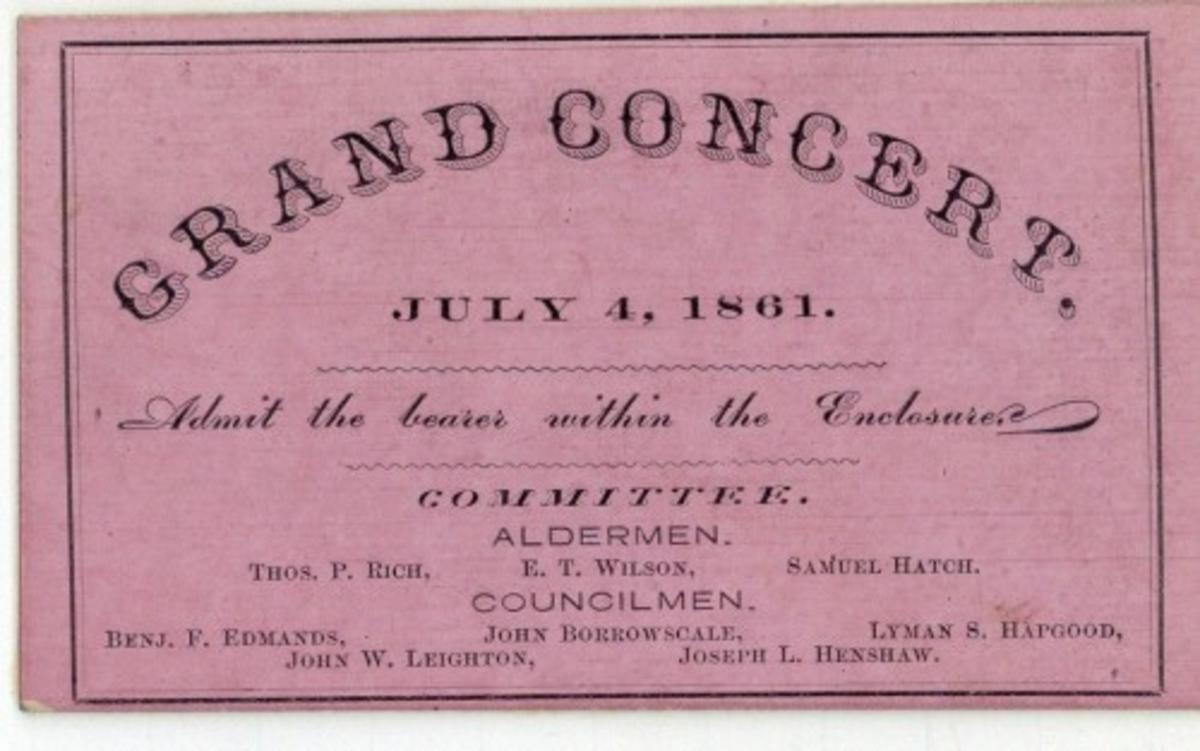 GRAND CONCERT.
JULY 4, 1861.
Admit the bearer within the Enclosure.
COMMITTEE.
ALDERMEN.
THOS. P. RICH, E. T. WILSON, SAMUEL HATCH.
COUNCILMEN.
BENJ. F. EDMANDS, JOHN BORROWSCALE, LYMAN S. HAPGOOD,
JOHN W. LEIGHTON, JOSEPH L. HENSHAW.